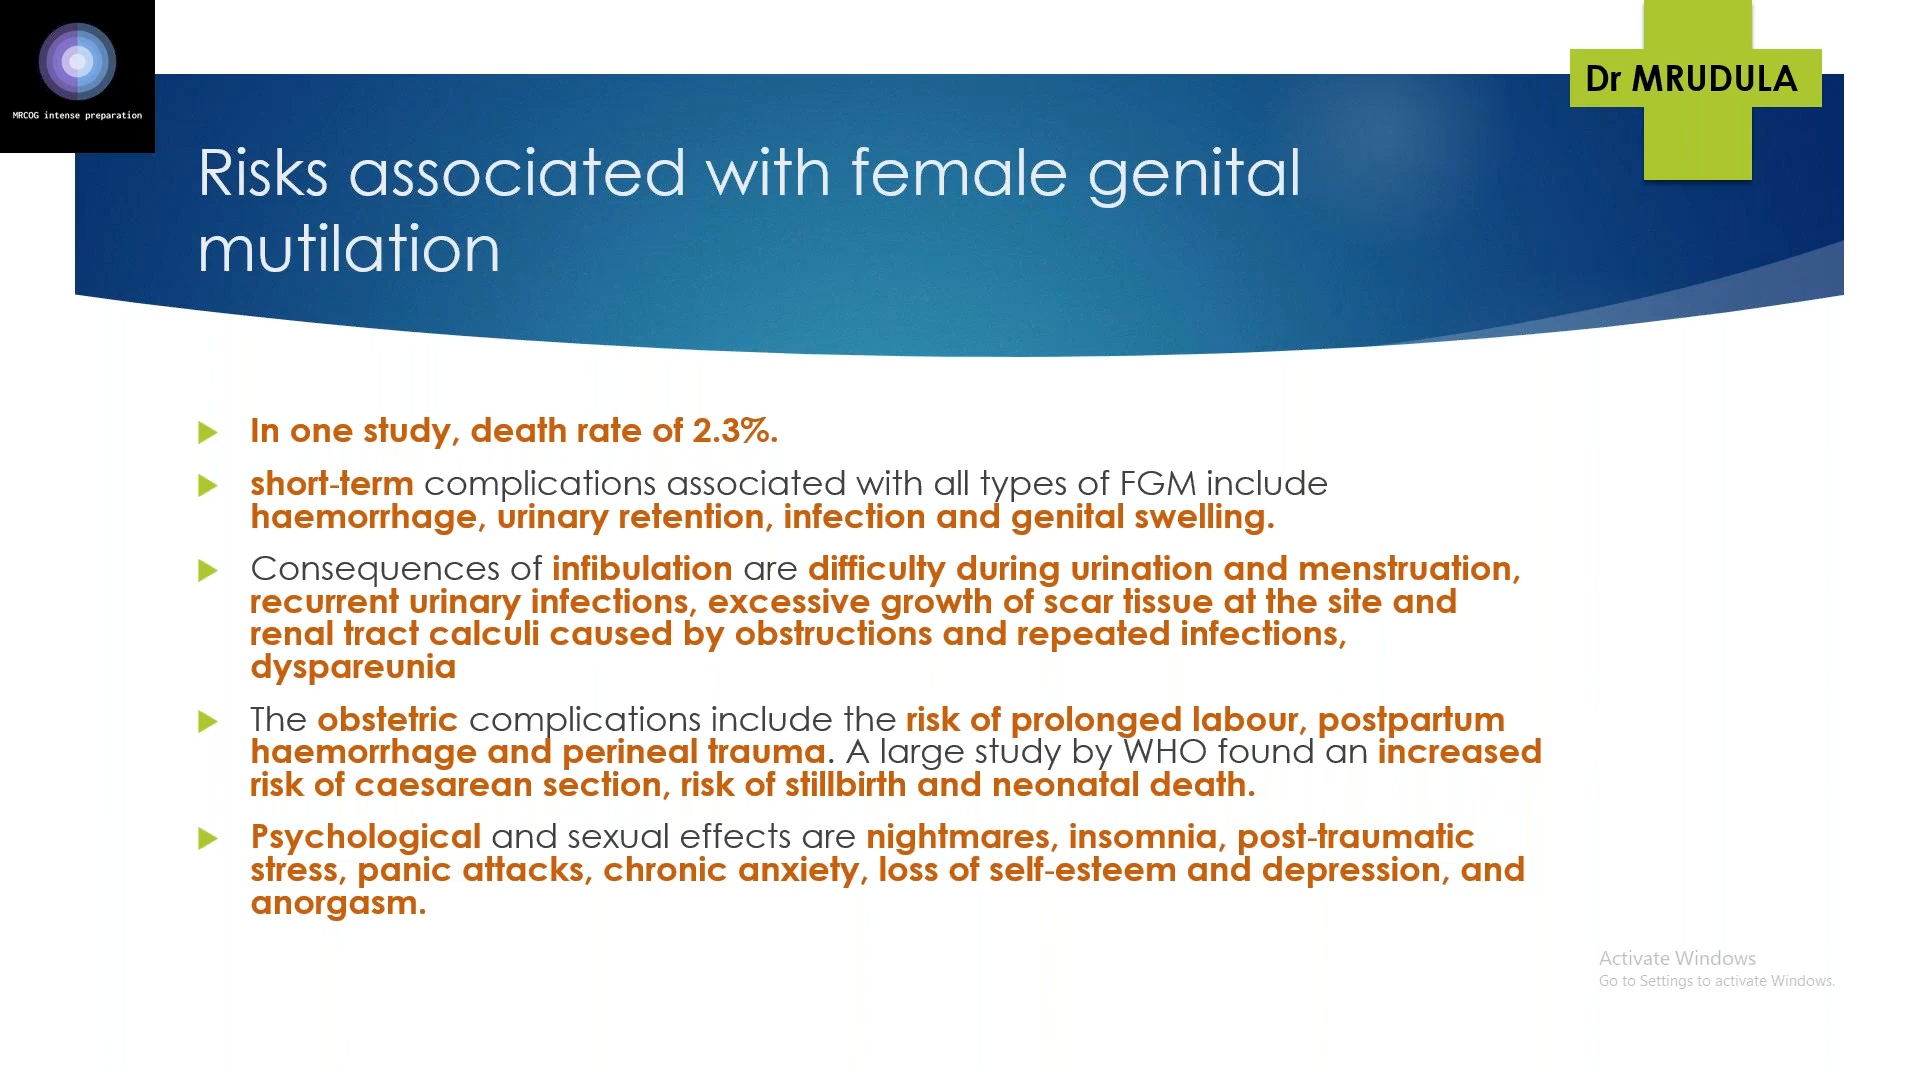 MRCOG intense preparation
Dr MRUDULA
Risks associated with female genital
mutilation
In one study, death rate of 2.3%.
short-term complications associated with all types of FGM include
haemorrhage, urinary retention, infection and genital swelling.
Consequences of infibulation are difficulty during urination and menstruation,
recurrent urinary infections, excessive growth of scar tissue at the site and
renal tract calculi caused by obstructions and repeated infections,
dyspareunia
The obstetric complications include the risk of prolonged labour, postpartum
haemorrhage and perineal trauma. A large study by WHO found an increased
risk of caesarean section, risk of stillbirth and neonatal death.
Psychological and sexual effects are nightmares, insomnia, post-traumatic
stress, panic attacks, chronic anxiety, loss of self-esteem and depression, and
anorgasm.
Activate Windows
Go to Settings to activate Windows.